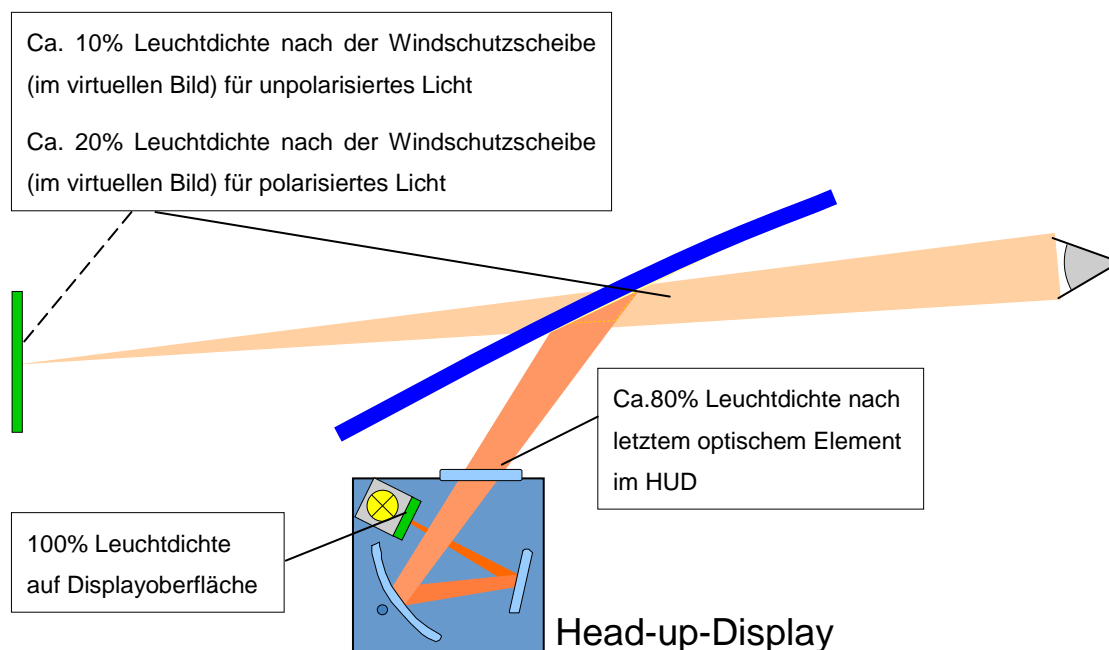 Ca. 10% Leuchtdichte nach der Windschutzscheibe
(im virtuellen Bild) für unpolarisiertes Licht
Ca. 20% Leuchtdichte nach der Windschutzscheibe
(im virtuellen Bild) für polarisiertes Licht
Ca.80% Leuchtdichte nach
letztem optischem Element
im HUD
100% Leuchtdichte
auf Displayoberfläche
Head-up-Display